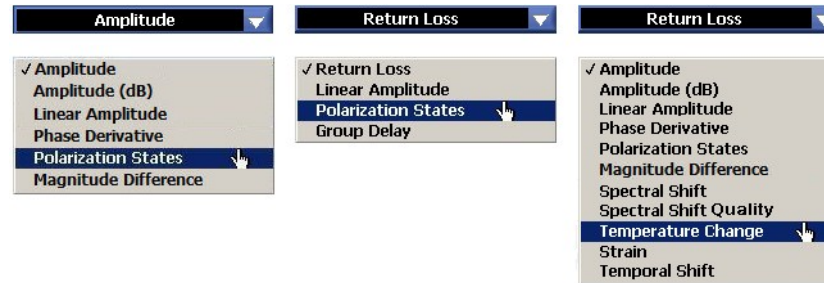 Amplitude
✓ Amplitude
Amplitude (dB)
Linear Amplitude
Phase Derivative
Polarization States
Magnitude Difference
Return Loss
✓ Return Loss
Linear Amplitude
Polarization States
Group Delay
Return Loss
✓ Amplitude
Amplitude (dB)
Linear Amplitude
Phase Derivative
Polarization States
Magnitude Difference
Spectral Shift
Spectral Shift Quality
Temperature Change
Strain
Temporal Shift